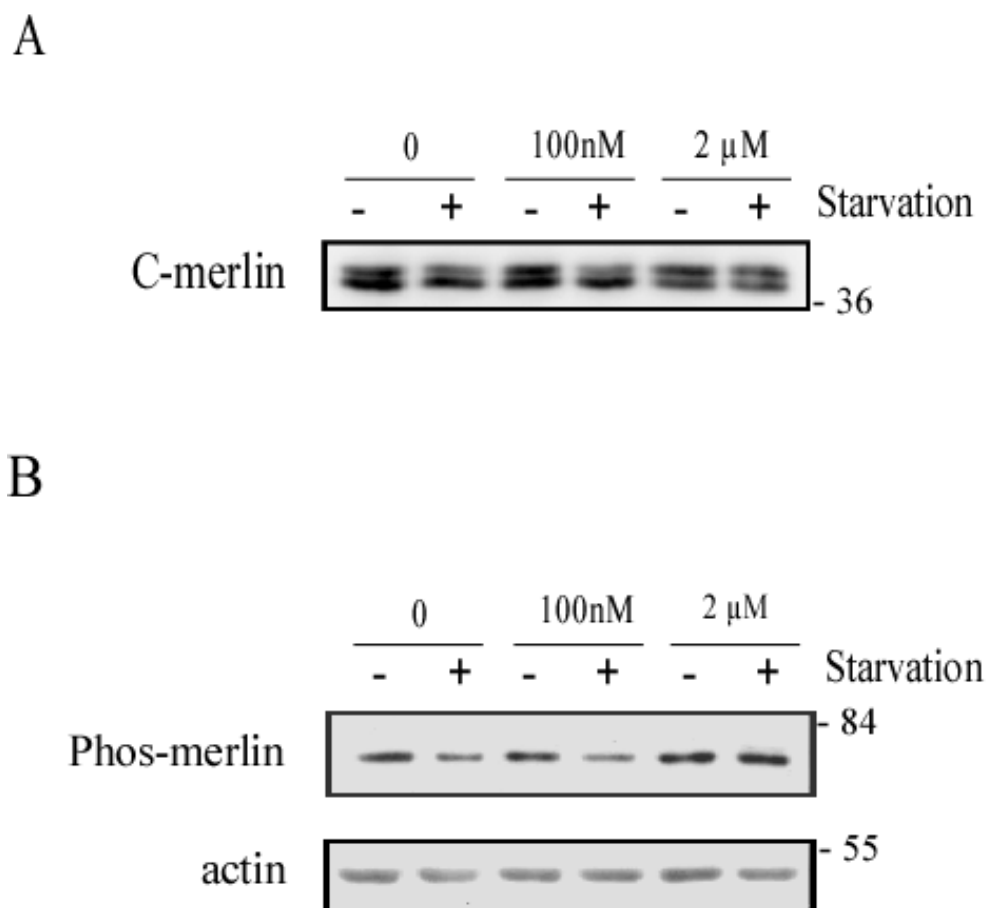 A
0 100nM 2 µM
- + - + - + Starvation
C-merlin
- 36
B
0 100nM 2 µM
- + - + - + Starvation
- 84
Phos-merlin
- 55
actin